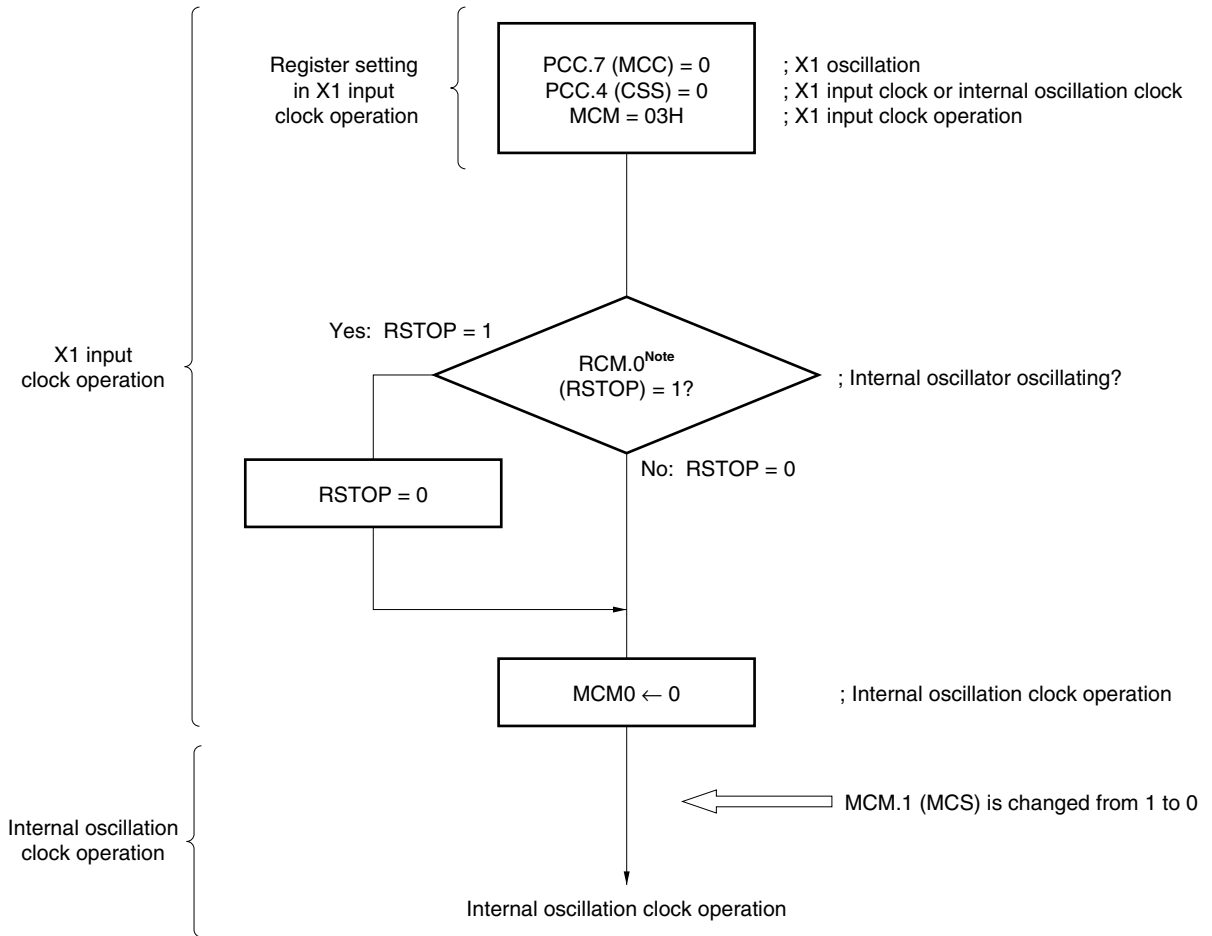 Register setting
in X1 input
clock operation
PCC.7 (MCC) = 0
PCC.4 (CSS) = 0
MCM = 03H
; X1 oscillation
; X1 input clock or internal oscillation clock
; X1 input clock operation
X1 input
clock operation
Yes: RSTOP = 1
RCM.0Note
(RSTOP) = 1?
; Internal oscillator oscillating?
No: RSTOP = 0
RSTOP = 0
MCM0 ← 0
; Internal oscillation clock operation
MCM.1 (MCS) is changed from 1 to 0
Internal oscillation
clock operation
Internal oscillation clock operation